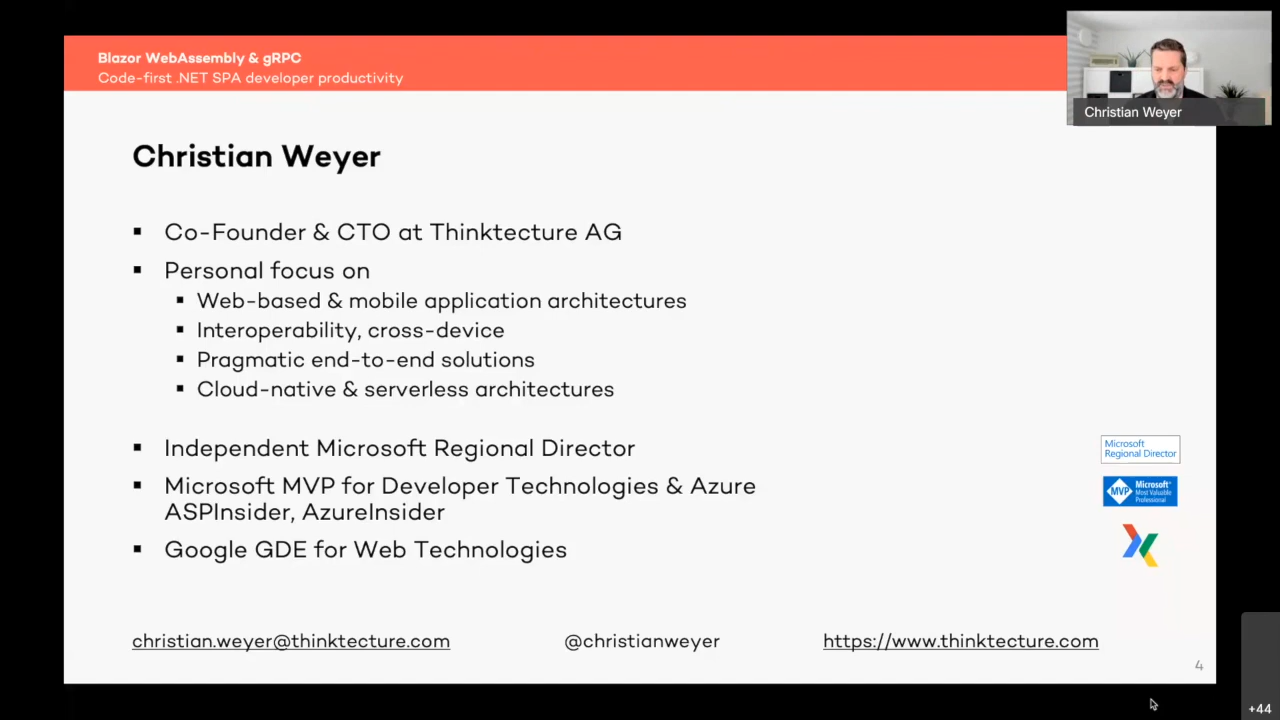 Blazor WebAssembly & gRPC
Code-first .NET SPA developer productivity
Christian Weyer
Christian Weyer
▪ Co-Founder & CTO at Thinktecture AG
▪ Personal focus on
▪ Web-based & mobile application architectures
▪ Interoperability, cross-device
▪ Pragmatic end-to-end solutions
▪ Cloud-native & serverless architectures
▪ Independent Microsoft Regional Director
▪ Microsoft MVP for Developer Technologies & Azure
ASPInsider, AzureInsider
▪ Google GDE for Web Technologies
Microsoft
Regional Director
MVP
Microsoft®
Most Valuable
Professional
christian.weyer@thinktecture.com @christianweyer https://www.thinktecture.com
4
+44